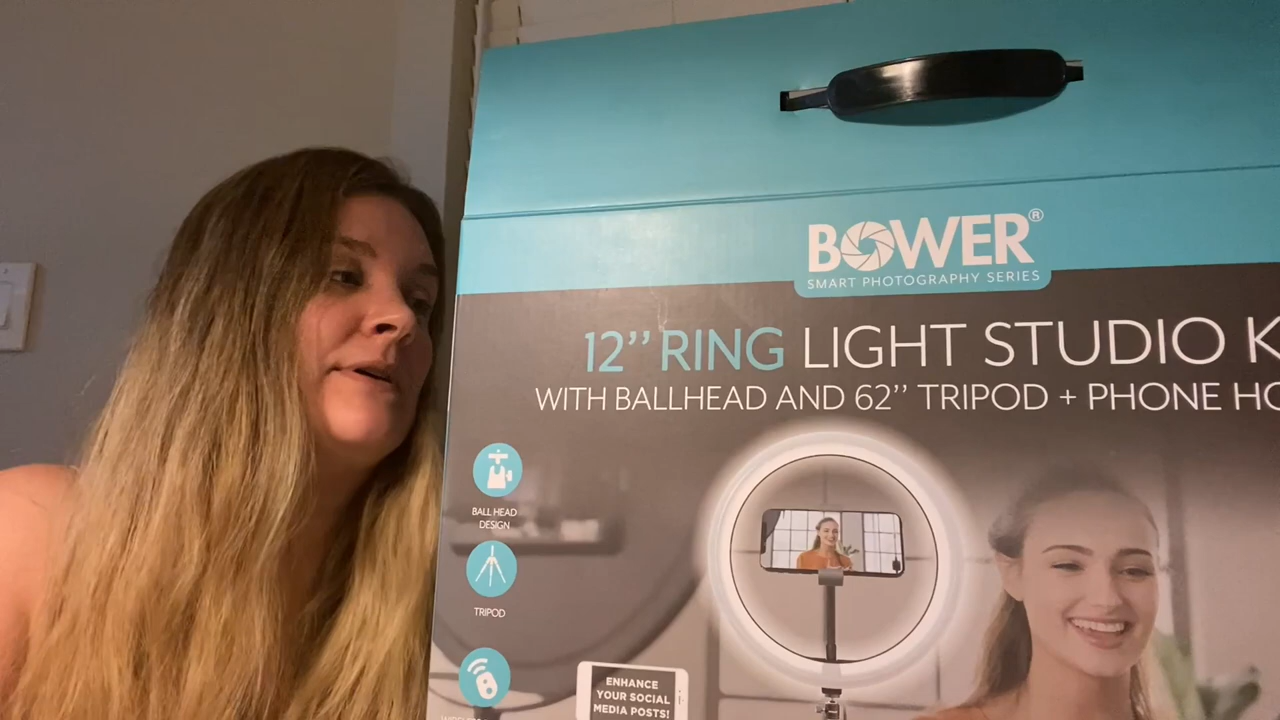 BOWER®
SMART PHOTOGRAPHY SERIES
12” RING LIGHT STUDIO
WITH BALLHEAD AND 62” TRIPOD + PHONE
BALL HEAD
DESIGN
TRIPOD
ENHANCE
YOUR SOCIAL
MEDIA POSTS!